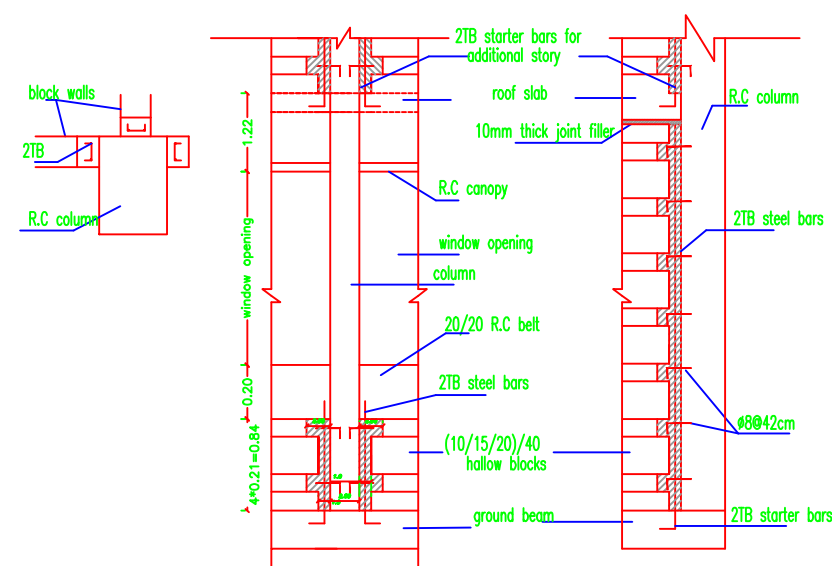 block walls
2TB
R.C column
1.22
window opening
0.20
4*0.21=0.84
2TB starter bars for
additional story
roof slab
10mm thick joint filler
R.C canopy
window opening
column
20/20 R.C belt
2TB steel bars
(10/15/20)/40
hallow blocks
ground beam
R.C column
2TB steel bars
ø8@42cm
2TB starter bars